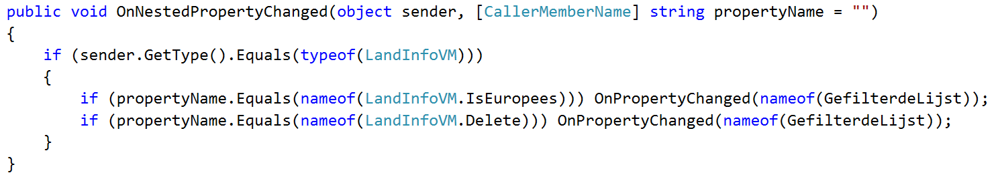 public void OnNestedPropertyChanged(object sender, [CallerMemberName] string propertyName = "")
{
    if (sender.GetType().Equals(typeof(LandInfoVM)))
    {
        if (propertyName.Equals(nameof(LandInfoVM.IsEuropees))) OnPropertyChanged(nameof(GefilterdeLijst));
        if (propertyName.Equals(nameof(LandInfoVM.Delete))) OnPropertyChanged(nameof(GefilterdeLijst));
    }
}